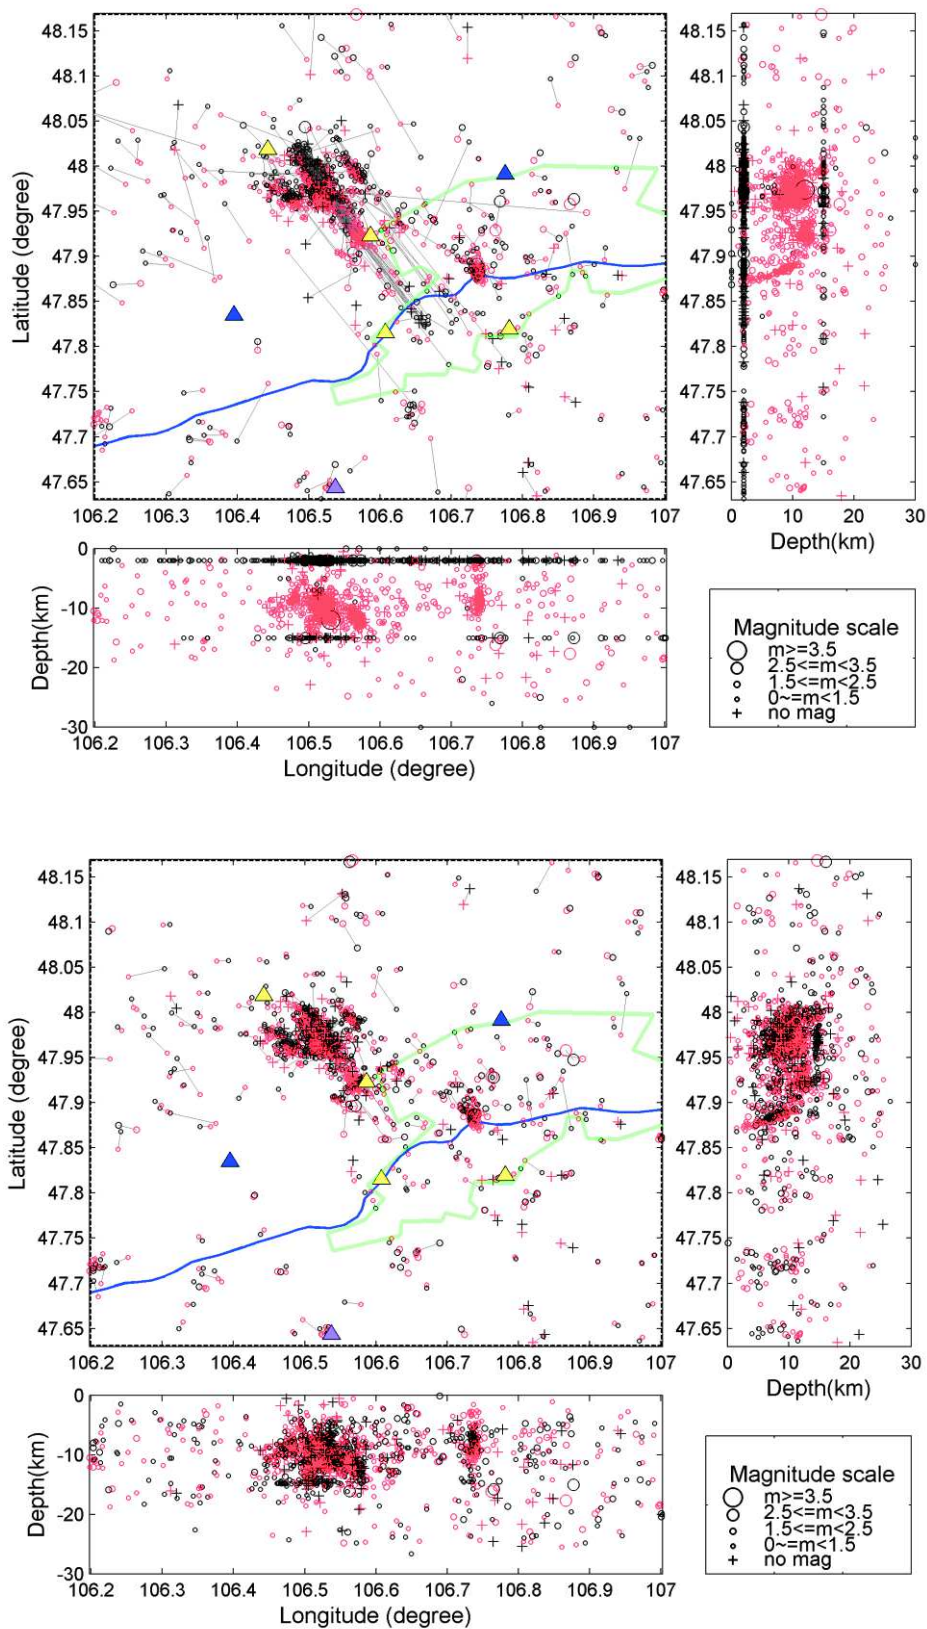 48.15
48.1
48.05
48
47.95
47.9
47.85
47.8
47.75
47.7
47.65
Latitude (degree)
106.2 106.3 106.4 106.5 106.6 106.7 106.8 106.9 107
48.15
48.1
48.05
48
47.95
47.9
47.85
47.8
47.75
47.7
47.65
0 10 20 30
Depth(km)
0
-10
-20
-30
Depth(km)
106.2 106.3 106.4 106.5 106.6 106.7 106.8 106.9 107
Longitude (degree)
Magnitude scale
m>=3.5
2.5<=m<3.5
1.5<=m<2.5
0~=m<1.5
no mag
48.15
48.1
48.05
48
47.95
47.9
47.85
47.8
47.75
47.7
47.65
Latitude (degree)
106.2 106.3 106.4 106.5 106.6 106.7 106.8 106.9 107
48.15
48.1
48.05
48
47.95
47.9
47.85
47.8
47.75
47.7
47.65
0 10 20 30
Depth(km)
0
-10
-20
-30
Depth(km)
106.2 106.3 106.4 106.5 106.6 106.7 106.8 106.9 107
Longitude (degree)
Magnitude scale
m>=3.5
2.5<=m<3.5
1.5<=m<2.5
0~=m<1.5
no mag